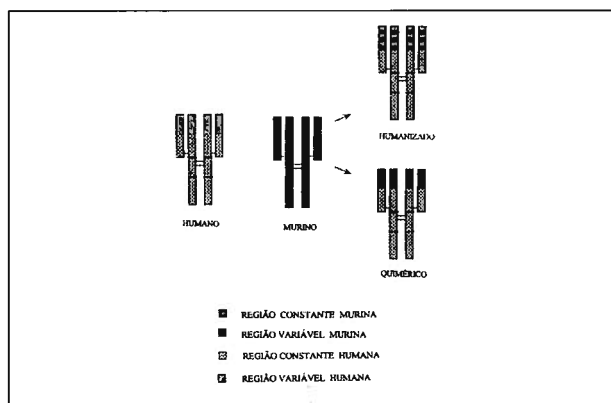 HUMANIZADO
HUMANO
MURINO
QUIMÉRICO
REGIÃO CONSTANTE MURINA
REGIÃO VARIÁVEL MURINA
REGIÃO CONSTANTE HUMANA
REGIÃO VARIÁVEL HUMANA